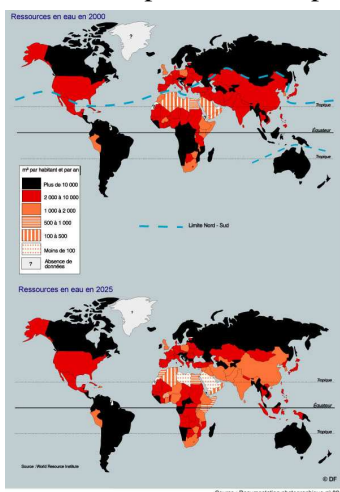 Ressources en eau en 2000
?
Tropique
Équateur
Tropique
m³ par habitant et par an
Plus de 10 000
2 000 à 10 000
1 000 à 2 000
500 à 1 000
100 à 500
Moins de 100
? Absence de
données
Limite Nord - Sud
Ressources en eau en 2025
?
Tropique
Équateur
Tropique
Source : World Resource Institute
© DF